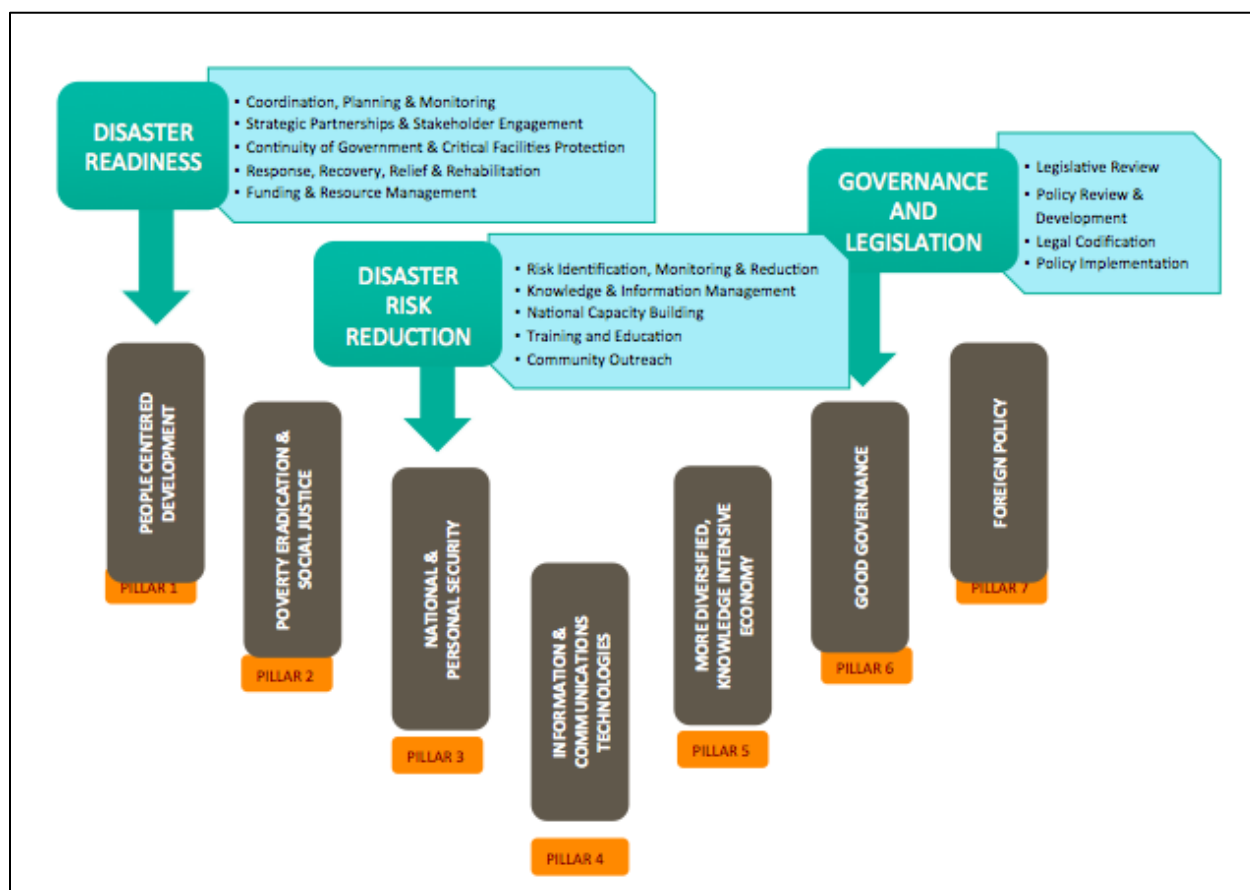 DISASTER
READINESS
▪ Coordination, Planning & Monitoring
▪ Strategic Partnerships & Stakeholder Engagement
▪ Continuity of Government & Critical Facilities Protection
▪ Response, Recovery, Relief & Rehabilitation
▪ Funding & Resource Management
GOVERNANCE
AND
LEGISLATION
▪ Legislative Review
▪ Policy Review &
Development
▪ Legal Codification
▪ Policy Implementation
DISASTER
RISK
REDUCTION
▪ Risk Identification, Monitoring & Reduction
▪ Knowledge & Information Management
▪ National Capacity Building
▪ Training and Education
▪ Community Outreach
PEOPLE CENTERED
DEVELOPMENT
PILLAR 1
POVERTY ERADICATION &
SOCIAL JUSTICE
PILLAR 2
NATIONAL &
PERSONAL SECURITY
PILLAR 3
INFORMATION &
COMMUNICATIONS
TECHNOLOGIES
PILLAR 4
MORE DIVERSIFIED,
KNOWLEDGE INTENSIVE
ECONOMY
PILLAR 5
GOOD GOVERNANCE
PILLAR 6
FOREIGN POLICY
PILLAR 7